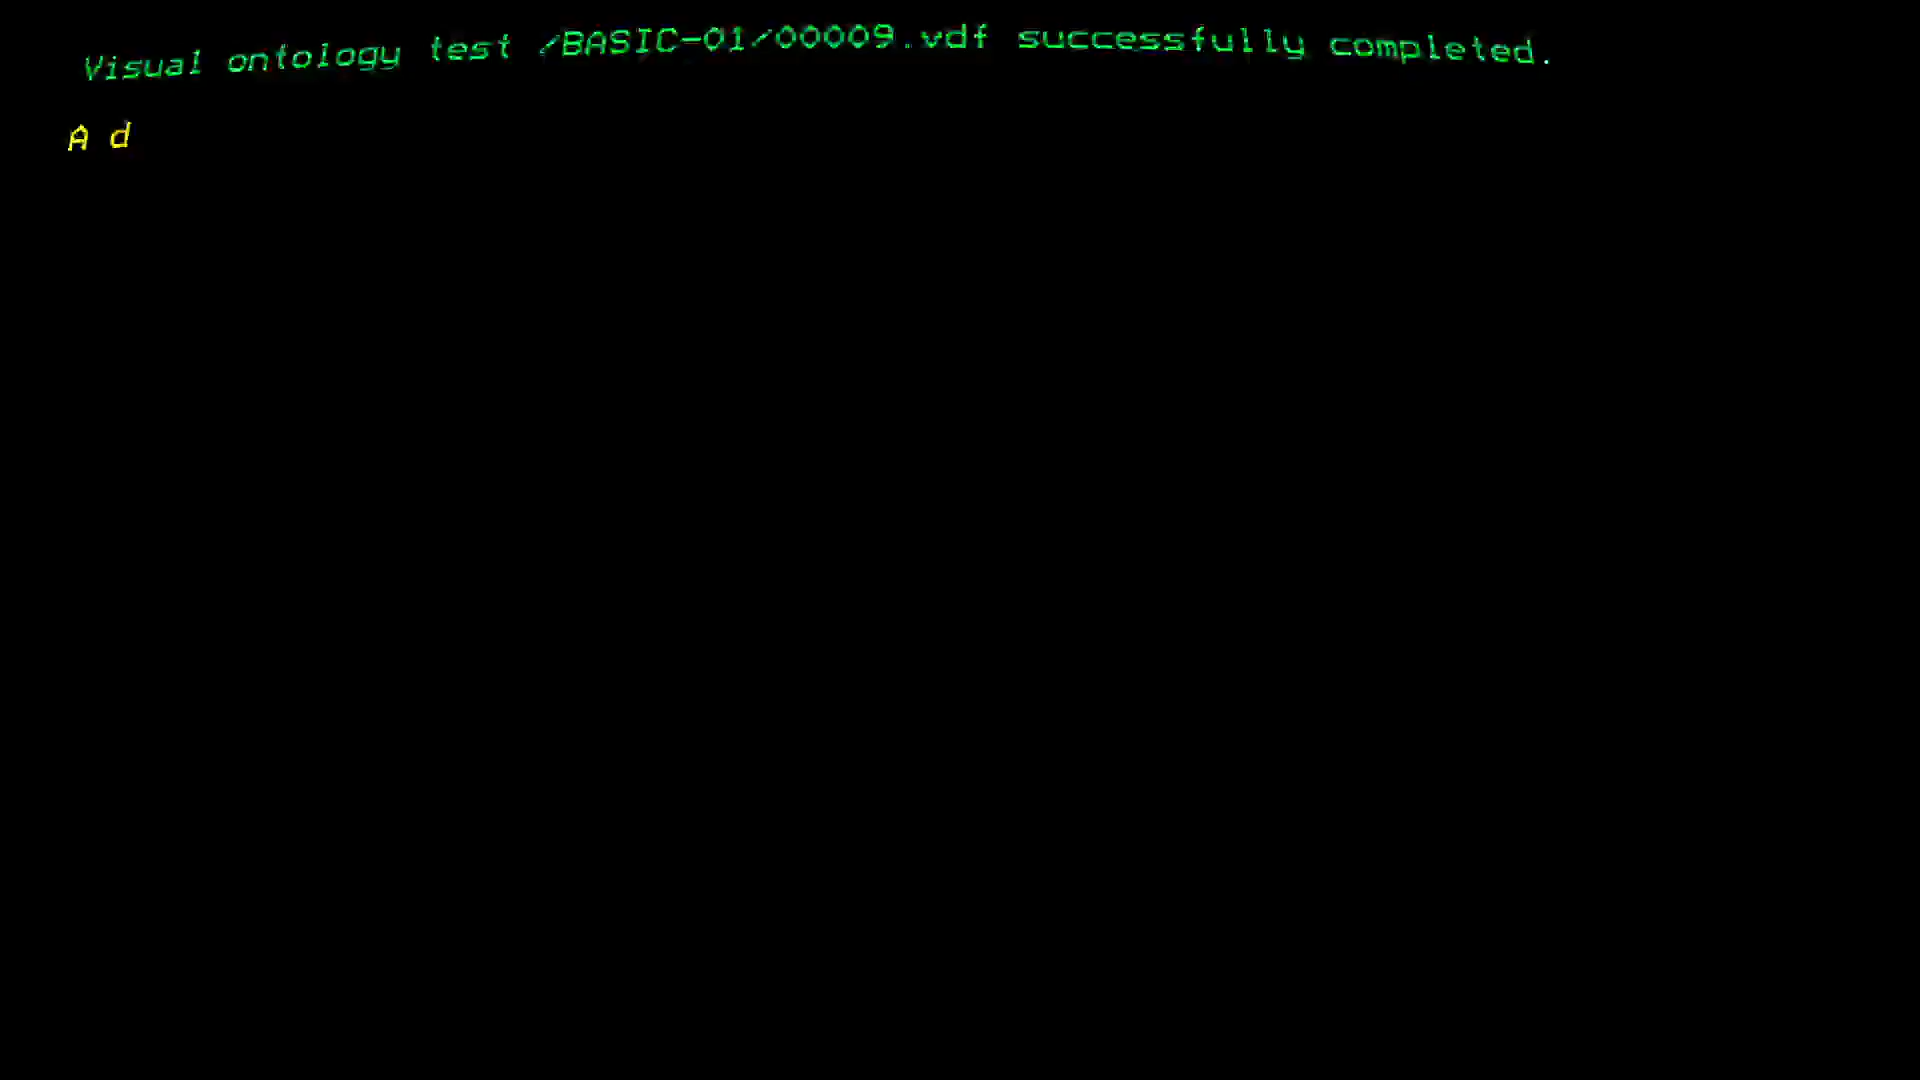 Visual ontology test /BASIC-01/00009.vdf successfully completed.
A d